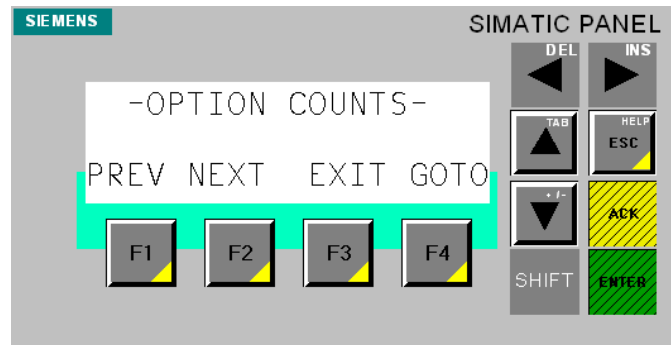 SIEMENS
SIMATIC PANEL
DEL
INS
-OPTION COUNTS-
TAB
HELP
ESC
PREV NEXT EXIT GOTO
+ / -
ACK
F1 F2 F3 F4
SHIFT
ENTER